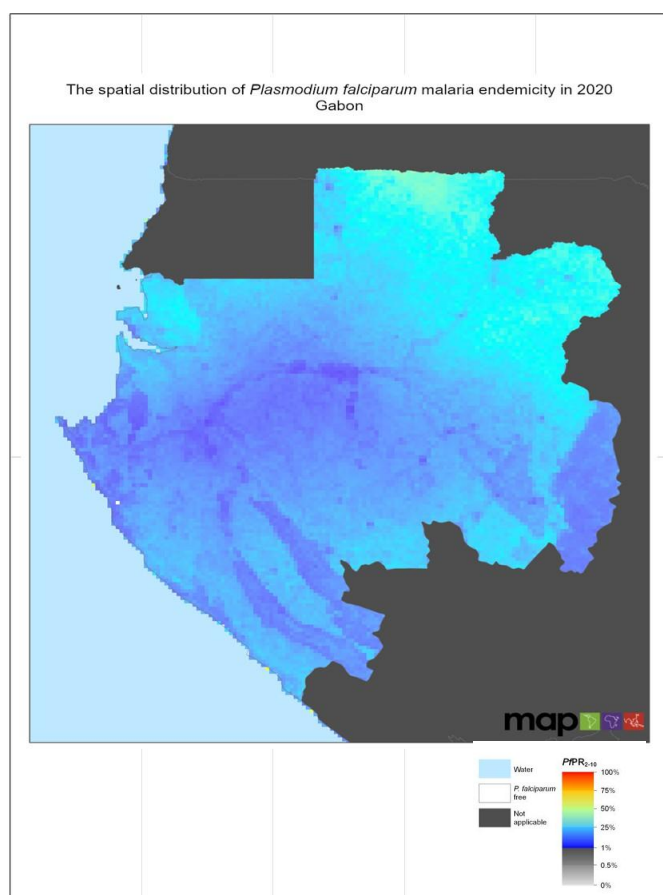 The spatial distribution of Plasmodium falciparum malaria endemicity in 2020
Gabon
map
Water
P. falciparum
free
Not
applicable
PfPR2-10
100%
75%
50%
25%
1%
0.5%
0%